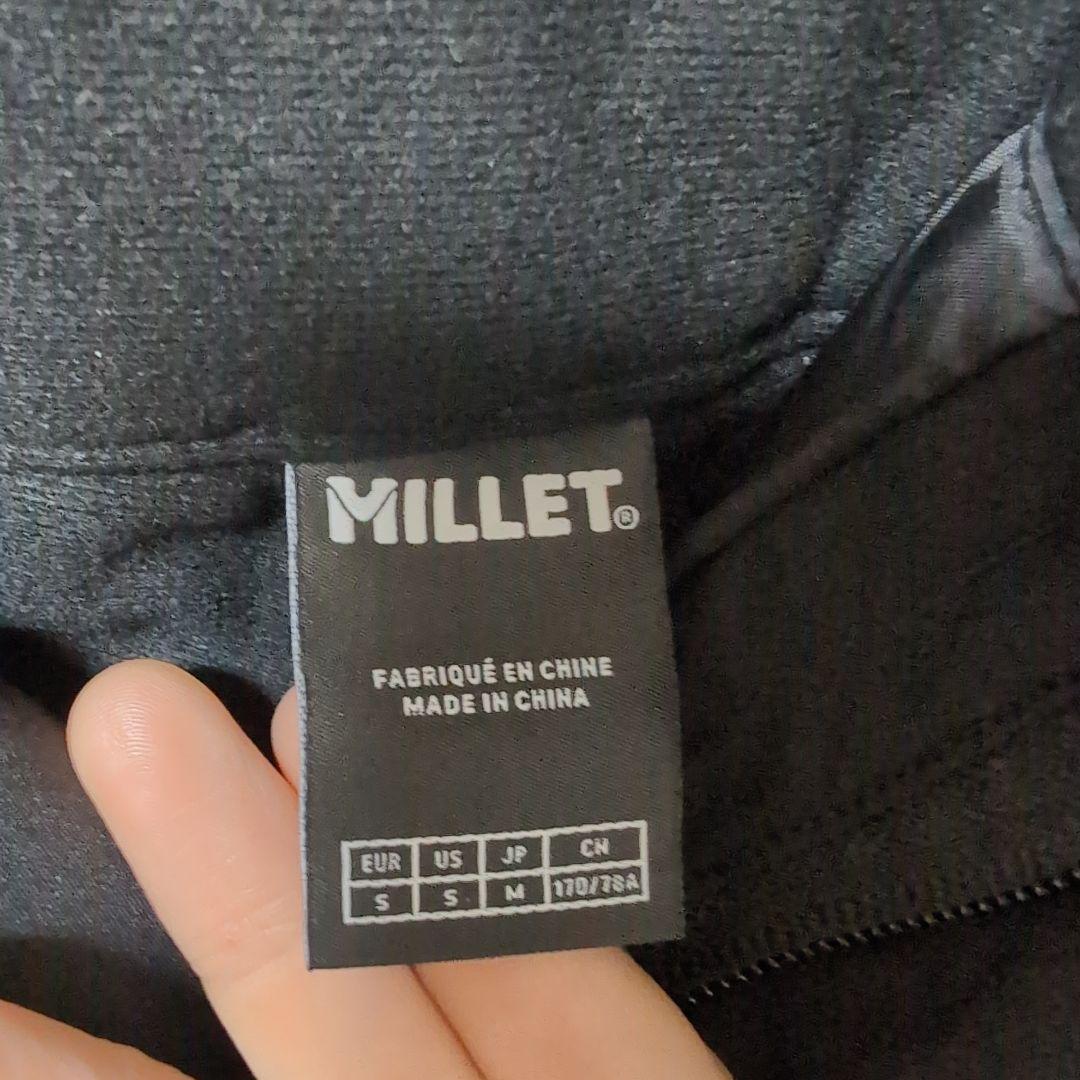 MILLET®
FABRIQUÉ EN CHINE
MADE IN CHINA
EUR US JP CN
S S M 170/78A